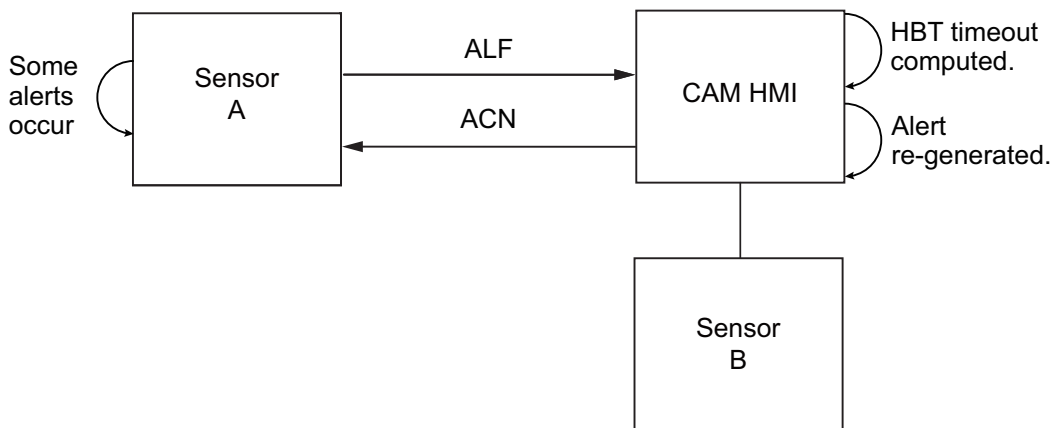 Some
alerts
occur
Sensor
A
ALF
ACN
CAM HMI
HBT timeout
computed.
Alert
re-generated.
Sensor
B